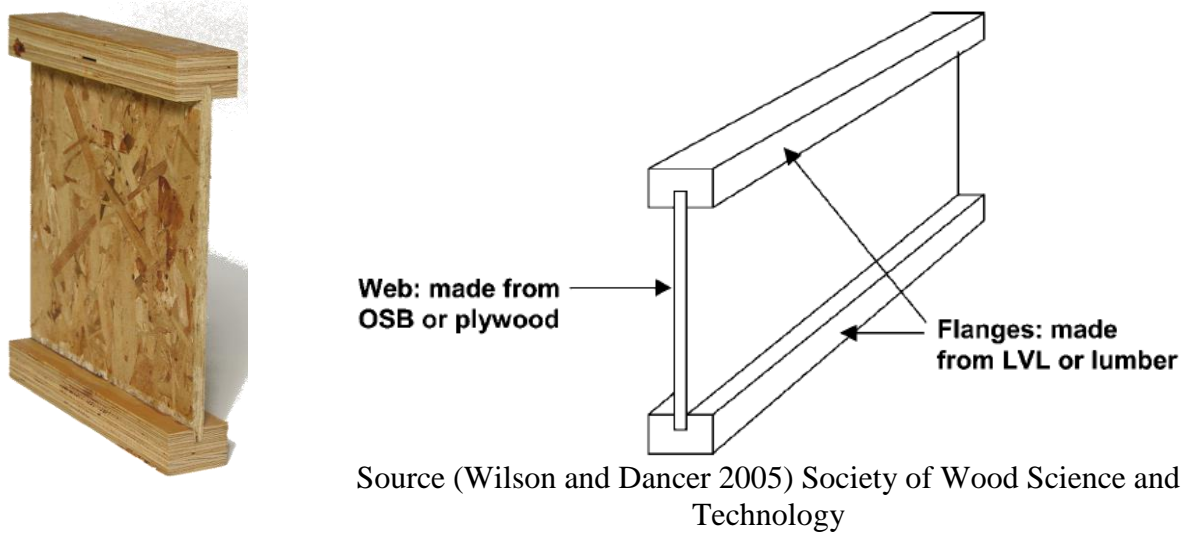 Web: made from
OSB or plywood
Flanges: made
from LVL or lumber
Source (Wilson and Dancer 2005) Society of Wood Science and
Technology